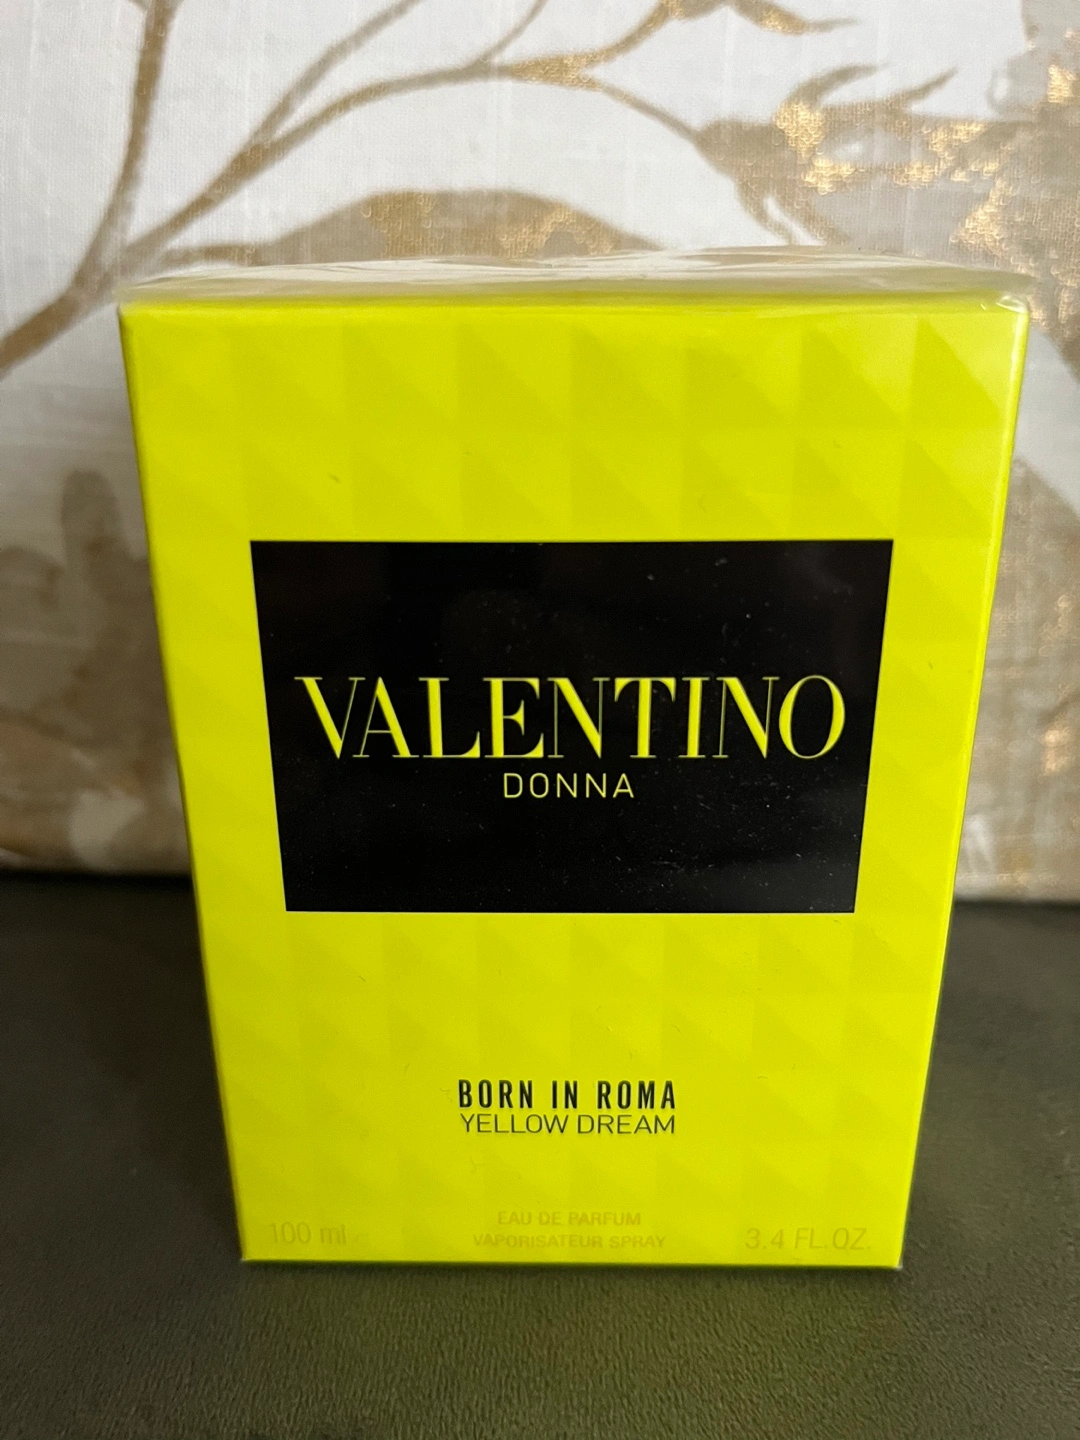 VALENTINO
DONNA
BORN IN ROMA
YELLOW DREAM
EAU DE PARFUM
100 ml VAPORISATEUR SPRAY 3.4 FL.OZ.